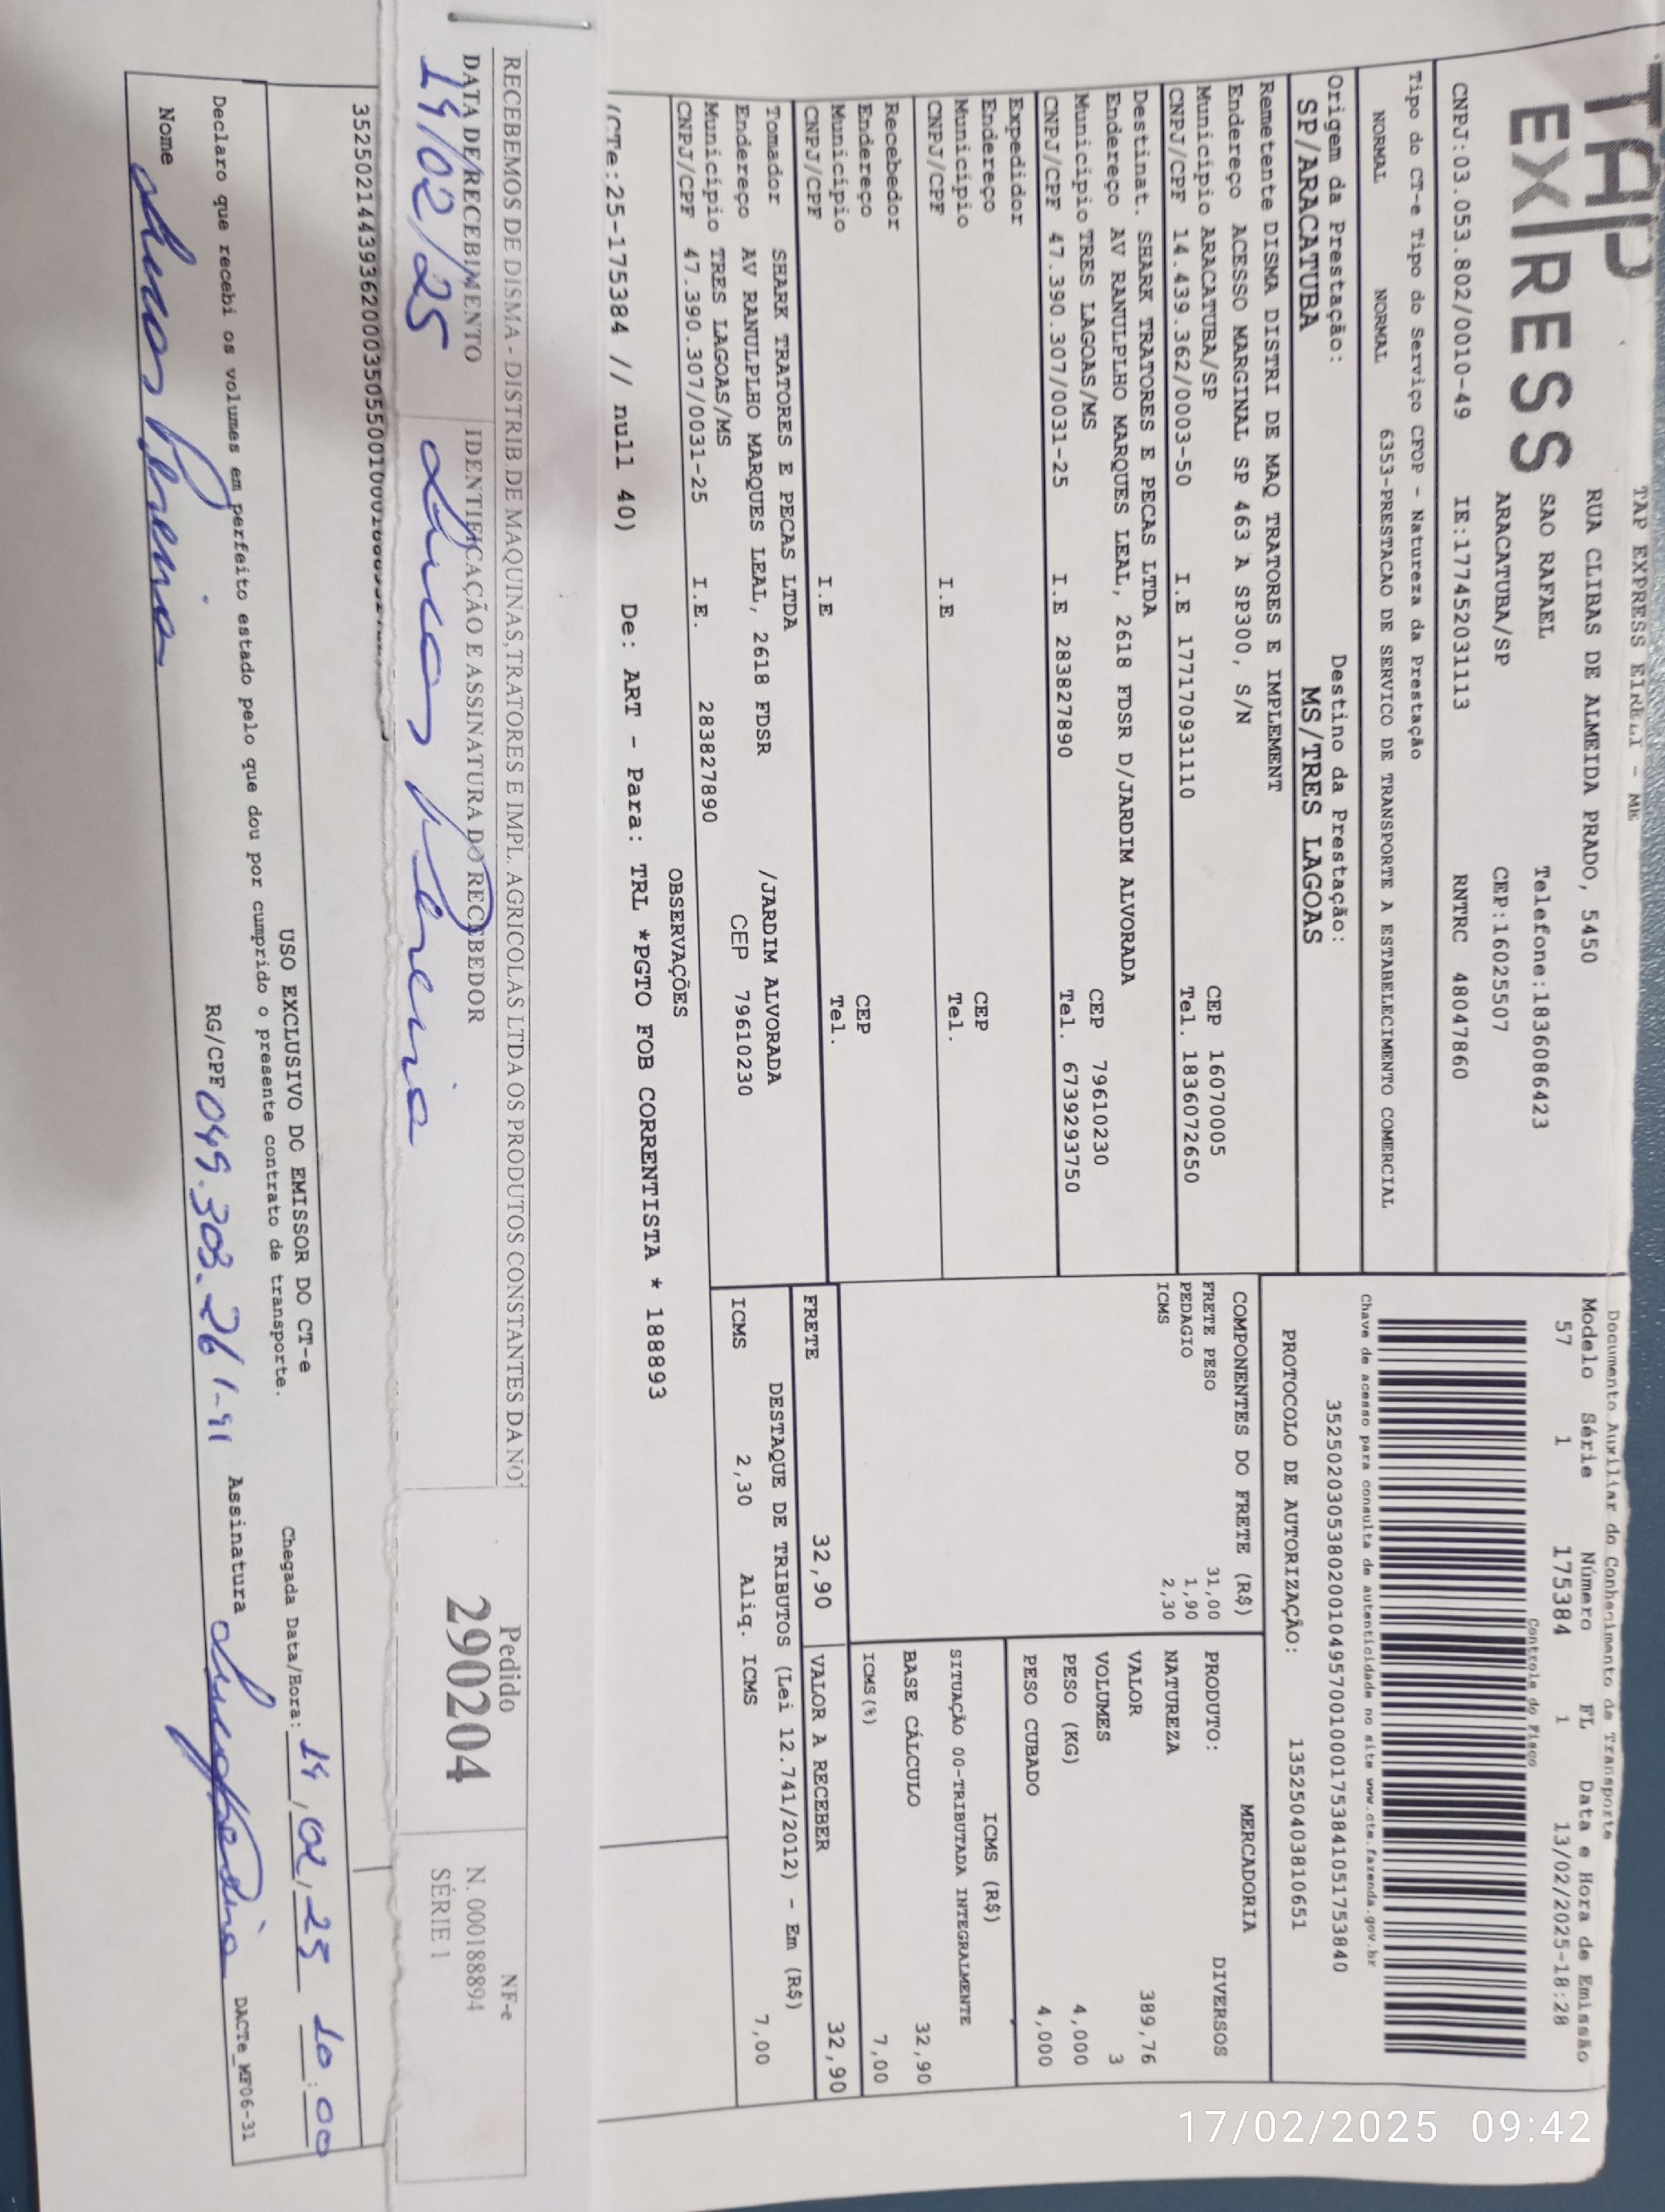 TAP
EX RESS
TAP EXPRESS EIRELI - ME
RUA CLIBAS DE ALMEIDA PRADO, 5450
SAO RAFAEL Telefone:1836086423
ARACATUBA/SP CEP:16025507
CNPJ:03.053.802/0010-49 IE:177452031113 RNTRC 48047860
Documento Auxiliar do Conhecimento de Transporte
Modelo Série Número FL Data e Hora de Emissão
57 1 175384 1 13/02/2025-18:28
Controle do Fisco
Chave de acesso para consulta de autenticidade no site www.cte.fazenda.gov.br
35250203053802001049570010001753841051753840
PROTOCOLO DE AUTORIZAÇÃO: 135250403810651
Tipo do CT-e Tipo do Serviço CFOP - Natureza da Prestação
NORMAL NORMAL 6353-PRESTACAO DE SERVICO DE TRANSPORTE A ESTABELECIMENTO COMERCIAL
Origem da Prestação: Destino da Prestação:
SP/ARACATUBA MS/TRES LAGOAS
Remetente DISMA DISTRI DE MAQ TRATORES E IMPLEMENT
Endereço ACESSO MARGINAL SP 463 A SP300, S/N CEP 16070005
Município ARACATUBA/SP Tel. 1836072650
CNPJ/CPF 14.439.362/0003-50 I.E 177170931110
Destinat. SHARK TRATORES E PECAS LTDA
Endereço AV RANULPLHO MARQUES LEAL, 2618 FDSR D/JARDIM ALVORADA
Município TRES LAGOAS/MS CEP 79610230
CNPJ/CPF 47.390.307/0031-25 I.E 283827890 Tel. 6739293750
Expedidor
Endereço CEP
Município Tel.
CNPJ/CPF I.E
Recebedor
Endereço CEP
Município Tel.
CNPJ/CPF I.E
Tomador SHARK TRATORES E PECAS LTDA /JARDIM ALVORADA
Endereço AV RANULPLHO MARQUES LEAL, 2618 FDSR CEP 79610230
Município TRES LAGOAS/MS
CNPJ/CPF 47.390.307/0031-25 I.E. 283827890
COMPONENTES DO FRETE (R$)
FRETE PESO 31,00
PEDAGIO 1,90
ICMS 2,30
MERCADORIA
PRODUTO: DIVERSOS
NATUREZA
VALOR 389,76
VOLUMES 3
PESO (KG) 4,000
PESO CUBADO 4,000
ICMS (R$)
SITUAÇÃO 00-TRIBUTADA INTEGRALMENTE
BASE CÁLCULO 32,90
ICMS(%) 7,00
FRETE 32,90 VALOR A RECEBER 32,90
DESTAQUE DE TRIBUTOS (Lei 12.741/2012) - Em (R$)
ICMS 2,30 Aliq. ICMS 7,00
OBSERVAÇÕES
(CTe:25-175384 // null 40) De: ART - Para: TRL *PGTO FOB CORRENTISTA * 188893
RECEBEMOS DE DISMA - DISTRIB.DE MAQUINAS,TRATORES E IMPL. AGRICOLAS LTDA OS PRODUTOS CONSTANTES DA NO
DATA DE RECEBIMENTO IDENTIFICAÇÃO E ASSINATURA DO RECEBEDOR
14/02/25
Pedido
290204
NF-e
N. 000188894
SÉRIE 1
USO EXCLUSIVO DO EMISSOR DO CT-e
Declaro que recebi os volumes em perfeito estado pelo que dou por cumprido o presente contrato de transporte.
Chegada Data/Hora: 14/02/25 10:00
Nome RG/CPF 049.303.261-91 Assinatura
DACTe_MF06-31
17/02/2025 09:42